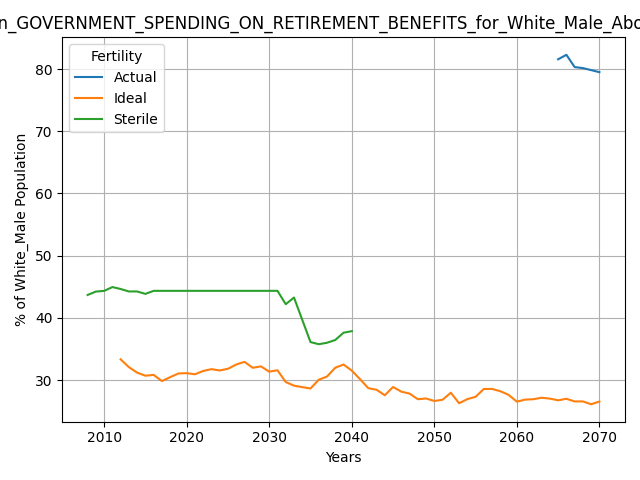 n_GOVERNMENT_SPENDING_ON_RETIREMENT_BENEFITS_for_White_Male_Abo
Fertility
Actual
Ideal
Sterile
% of White_Male Population
80
70
60
50
40
30
2010 2020 2030 2040 2050 2060 2070
Years